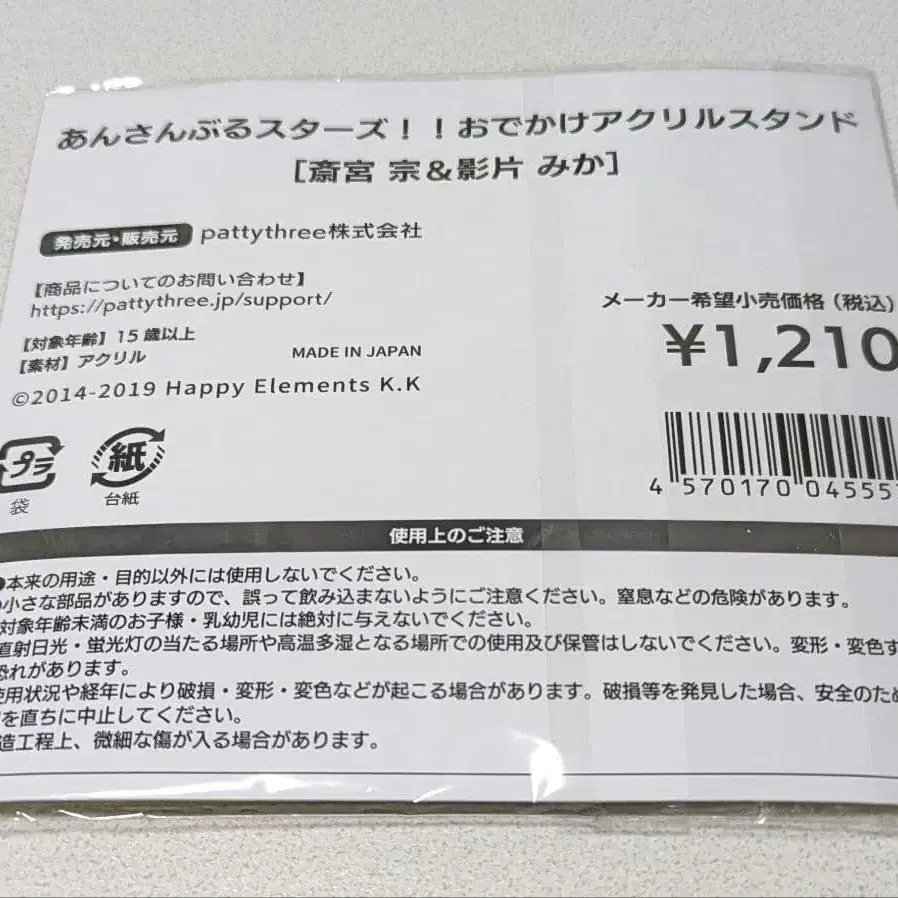 あんさんぶるスターズ！！おでかけアクリルスタンド
［斎宮 宗＆影片 みか］
発売元・販売元 pattythree株式会社
【商品についてのお問い合わせ】
https://pattythree.jp/support/
メーカー希望小売価格（税込）
¥1,210
【対象年齢】15歳以上
【素材】アクリル
MADE IN JAPAN
©2014-2019 Happy Elements K.K
プラ
袋
紙
台紙
4 570170 04555
使用上のご注意
●本来の用途・目的以外には使用しないでください。
小さな部品がありますので、誤って飲み込まないようにご注意ください。窒息などの危険があります。
対象年齢未満のお子様・乳幼児には絶対に与えないでください。
直射日光・蛍光灯の当たる場所や高温多湿となる場所での使用及び保管はしないでください。変形・変色す
恐れがあります。
使用状況や経年により破損・変形・変色などが起こる場合があります。破損等を発見した場合、安全のため
を直ちに中止してください。
造工程上、微細な傷が入る場合があります。